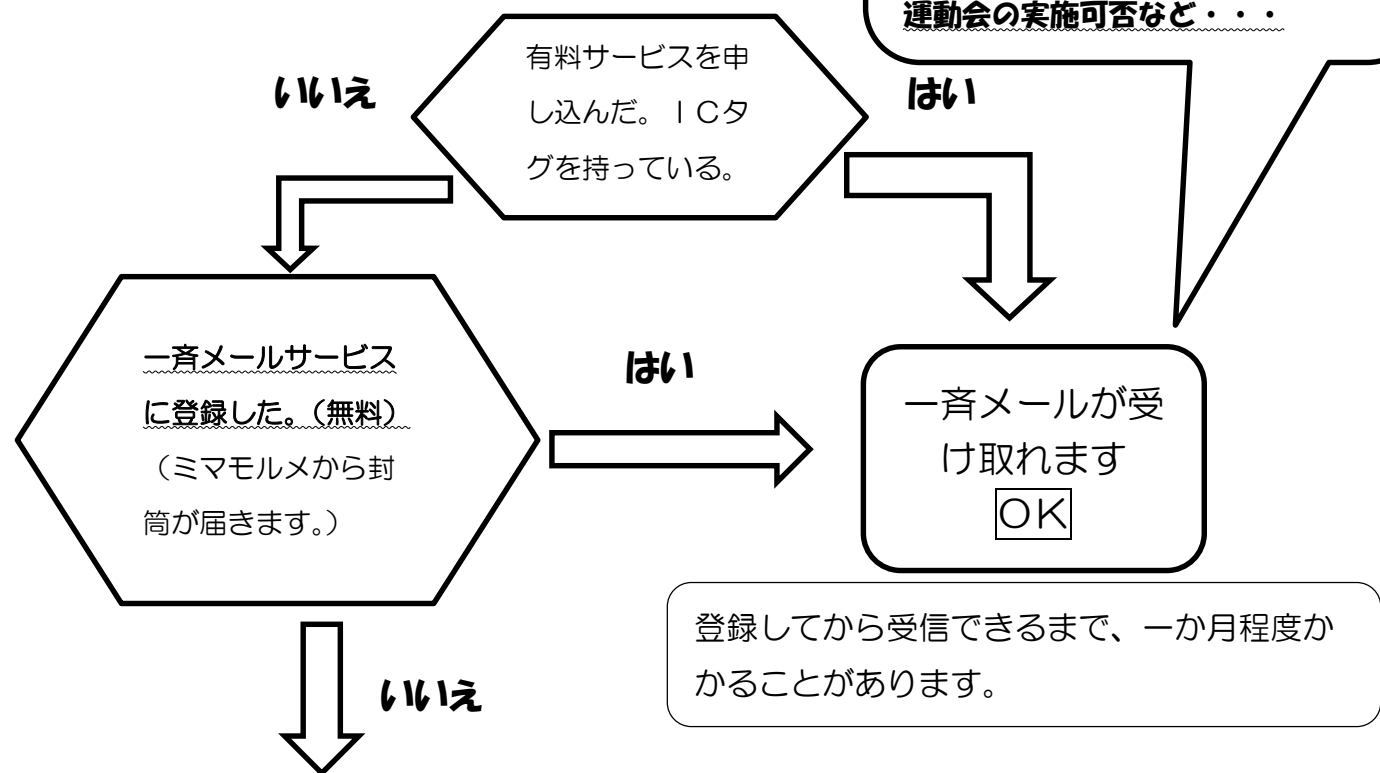 運動会の実施可否など・・・
有料サービスを申
し込んだ。ＩＣタ
グを持っている。
いいえ
はい
一斉メールサービス
に登録した。（無料）
（ミマモルメから封
筒が届きます。）
はい
一斉メールが受
け取れます
ＯＫ
登録してから受信できるまで、一か月程度か
かることがあります。
いいえ